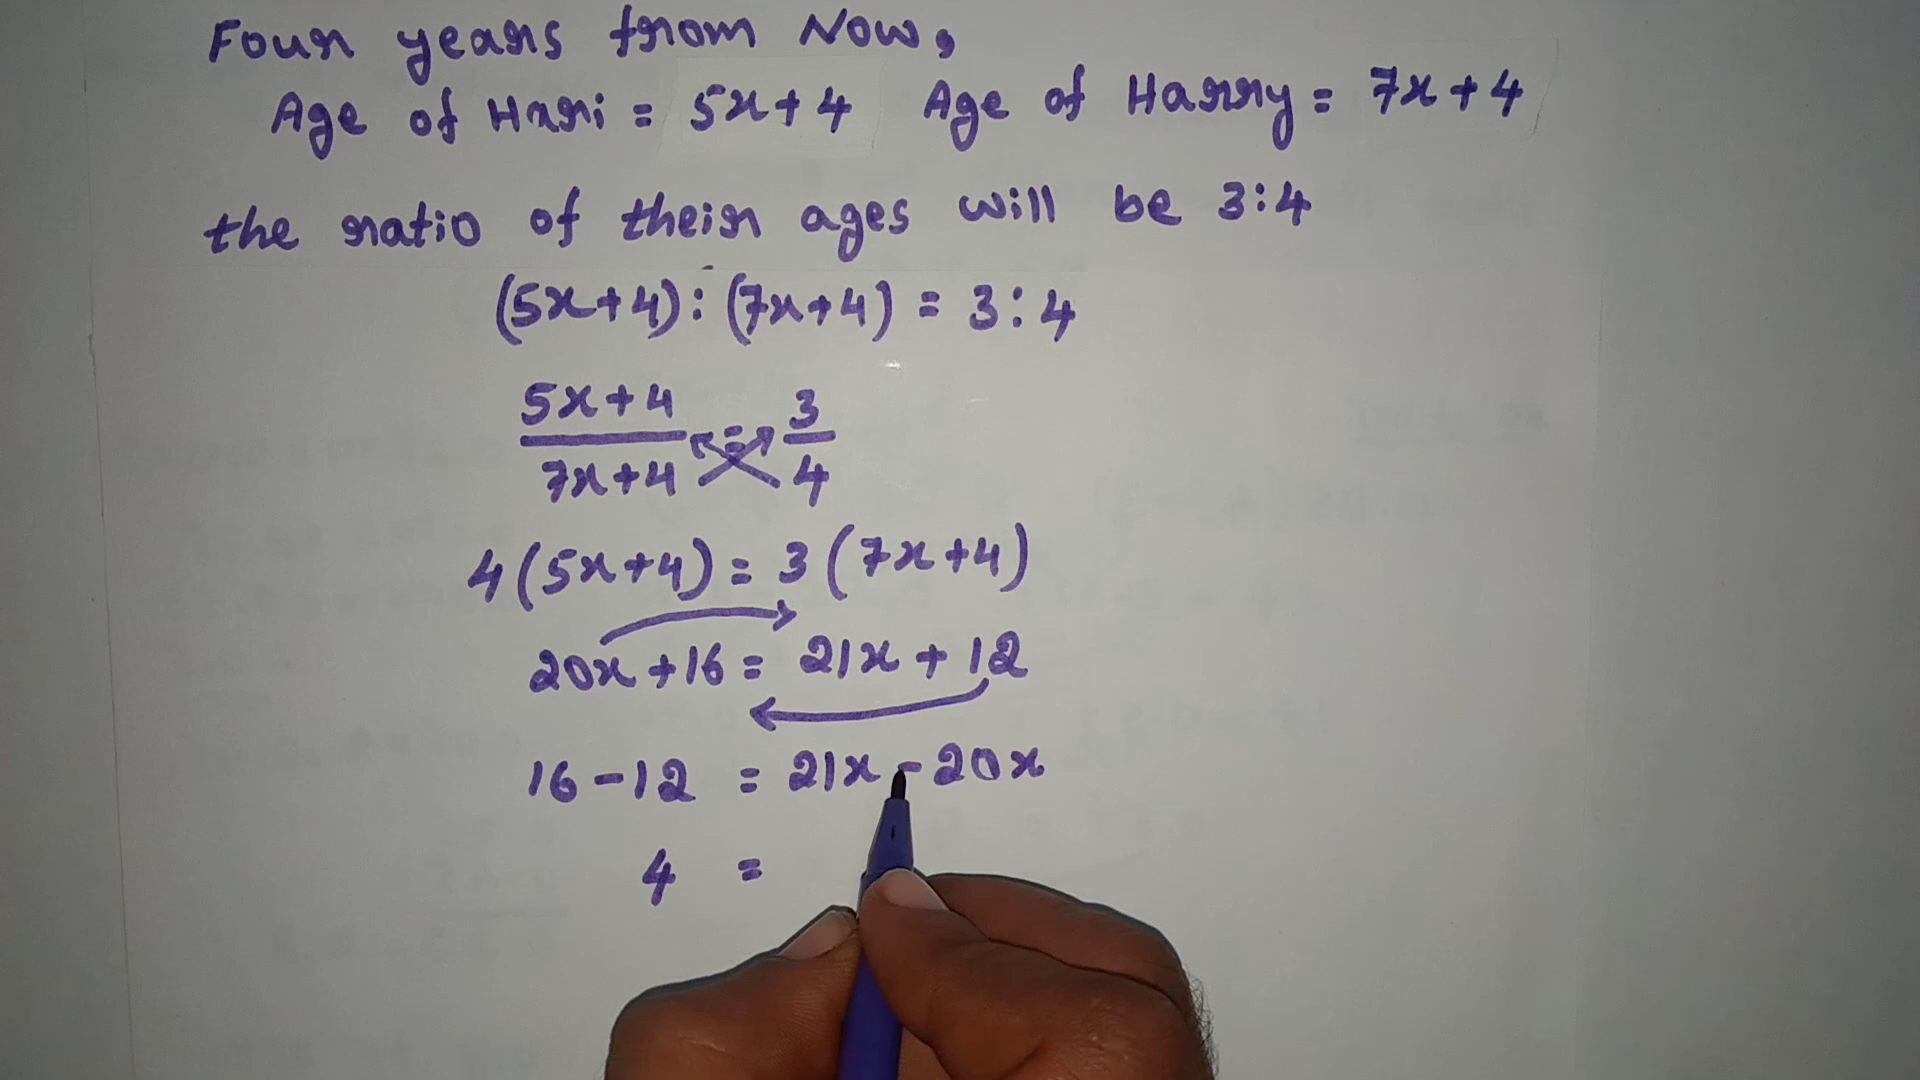 Four years from Now,
Age of Hari = 5x+4 Age of Harry = 7x+4
the ratio of their ages will be 3:4
(5x+4):(7x+4) = 3:4
5x+4 = 3
7x+4 4
4(5x+4) = 3(7x+4)
20x+16 = 21x+12
16-12 = 21x-20x
4 =